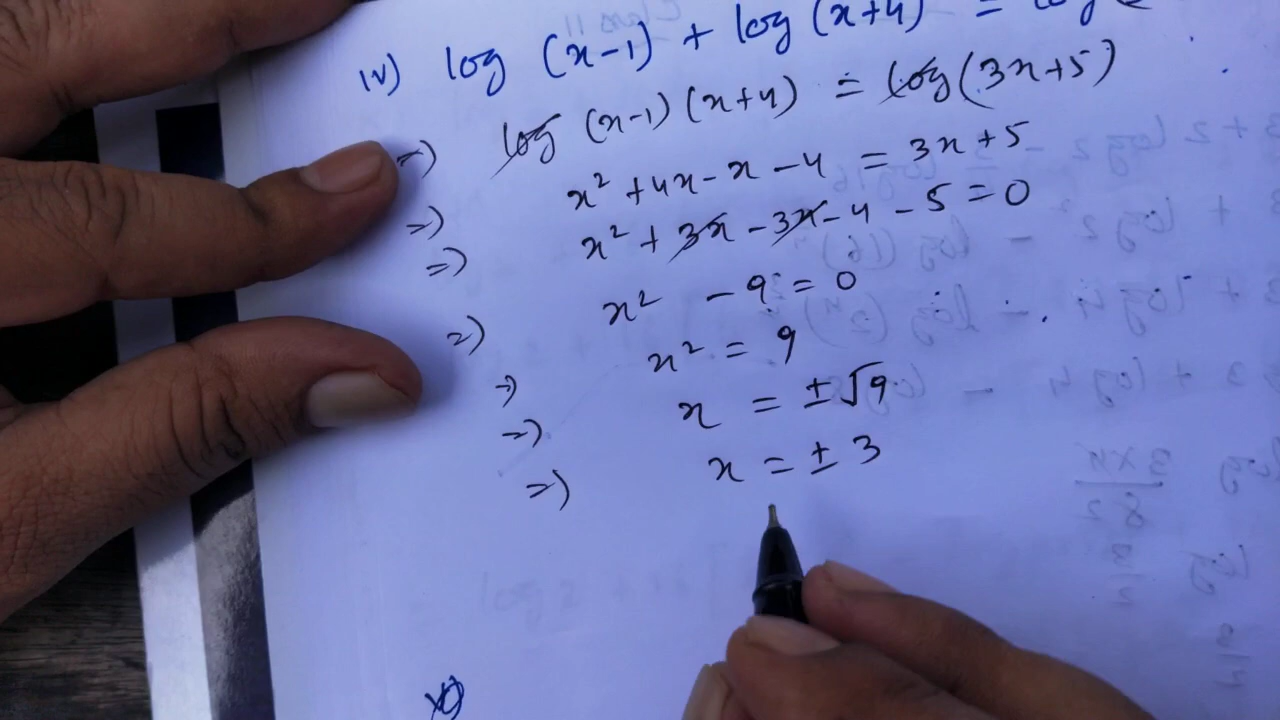 iv) log (x-1) + log (x+4) = log
=) log (x-1) (x+4) = log (3x+5)
=) x² + 4x - x - 4 = 3x + 5
=) x² + 3x - 3x - 4 - 5 = 0
=) x² - 9 = 0
=) x² = 9
=) x = ± √9
=) x = ± 3